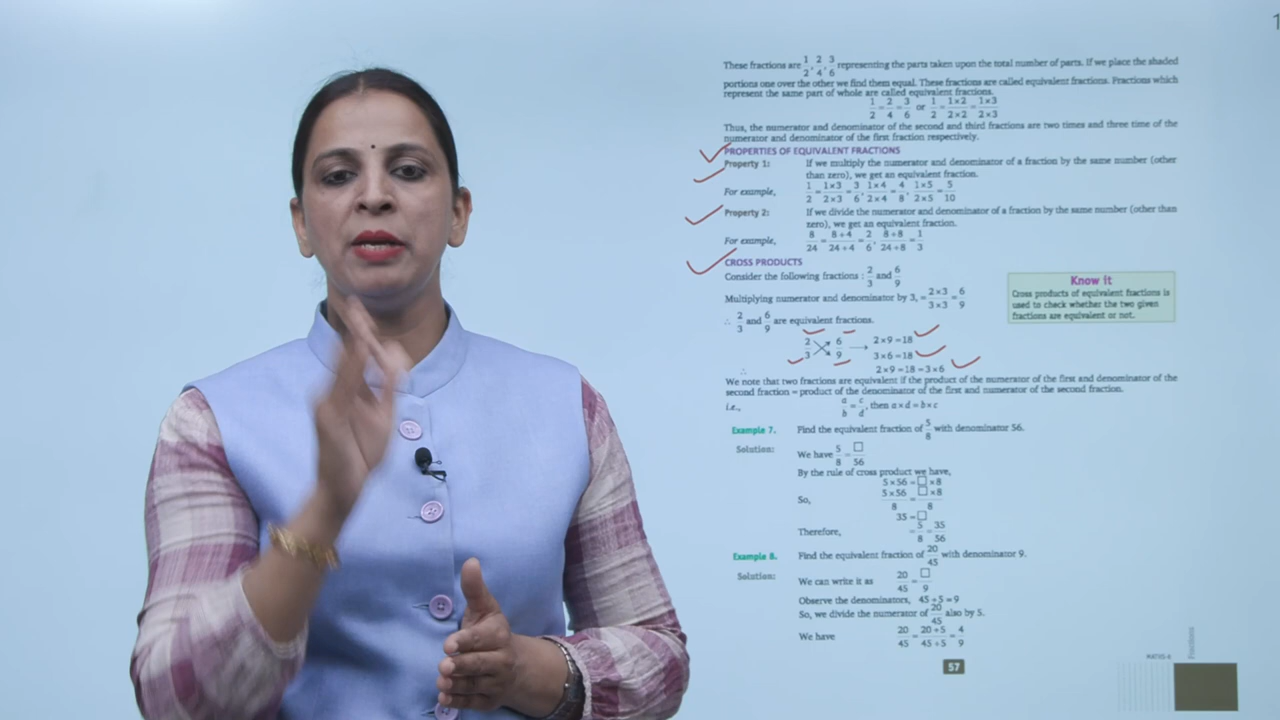 1
These fractions are 1/2, 2/4, 3/6 representing the parts taken upon the total number of parts. If we place the shaded
portions one over the other we find them equal. These fractions are called equivalent fractions. Fractions which
represent the same part of whole are called equivalent fractions.
1/2 = 2/4 = 3/6 or 1/2 = 1×2/2×2 = 1×3/2×3
Thus, the numerator and denominator of the second and third fractions are two times and three time of the
numerator and denominator of the first fraction respectively.
PROPERTIES OF EQUIVALENT FRACTIONS
Property 1: If we multiply the numerator and denominator of a fraction by the same number (other
than zero), we get an equivalent fraction.
For example, 1/2 = 1×3/2×3 = 3/6, 1×4/2×4 = 4/8, 1×5/2×5 = 5/10
Property 2: If we divide the numerator and denominator of a fraction by the same number (other than
zero), we get an equivalent fraction.
For example, 8/24 = 8÷4/24÷4 = 2/6, 8÷8/24÷8 = 1/3
CROSS PRODUCTS
Consider the following fractions : 2/3 and 6/9
Multiplying numerator and denominator by 3, = 2×3/3×3 = 6/9
∴ 2/3 and 6/9 are equivalent fractions.
Know it
Cross products of equivalent fractions is
used to check whether the two given
fractions are equivalent or not.
2/3 6/9 → 2×9=18
3×6=18
∴ 2×9=18=3×6
We note that two fractions are equivalent if the product of the numerator of the first and denominator of the
second fraction = product of the denominator of the first and numerator of the second fraction.
i.e., a/b = c/d, then a×d=b×c
Example 7. Find the equivalent fraction of 5/8 with denominator 56.
Solution: We have 5/8 = □/56
By the rule of cross product we have,
5×56 = □×8
So, 5×56/8 = □×8/8
35 = □
Therefore, = 5/8 = 35/56
Example 8. Find the equivalent fraction of 20/45 with denominator 9.
Solution: We can write it as 20/45 = □/9
Observe the denominators, 45÷5=9
So, we divide the numerator of 20/45 also by 5.
We have 20/45 = 20÷5/45÷5 = 4/9
57
MATHS-6
Fractions